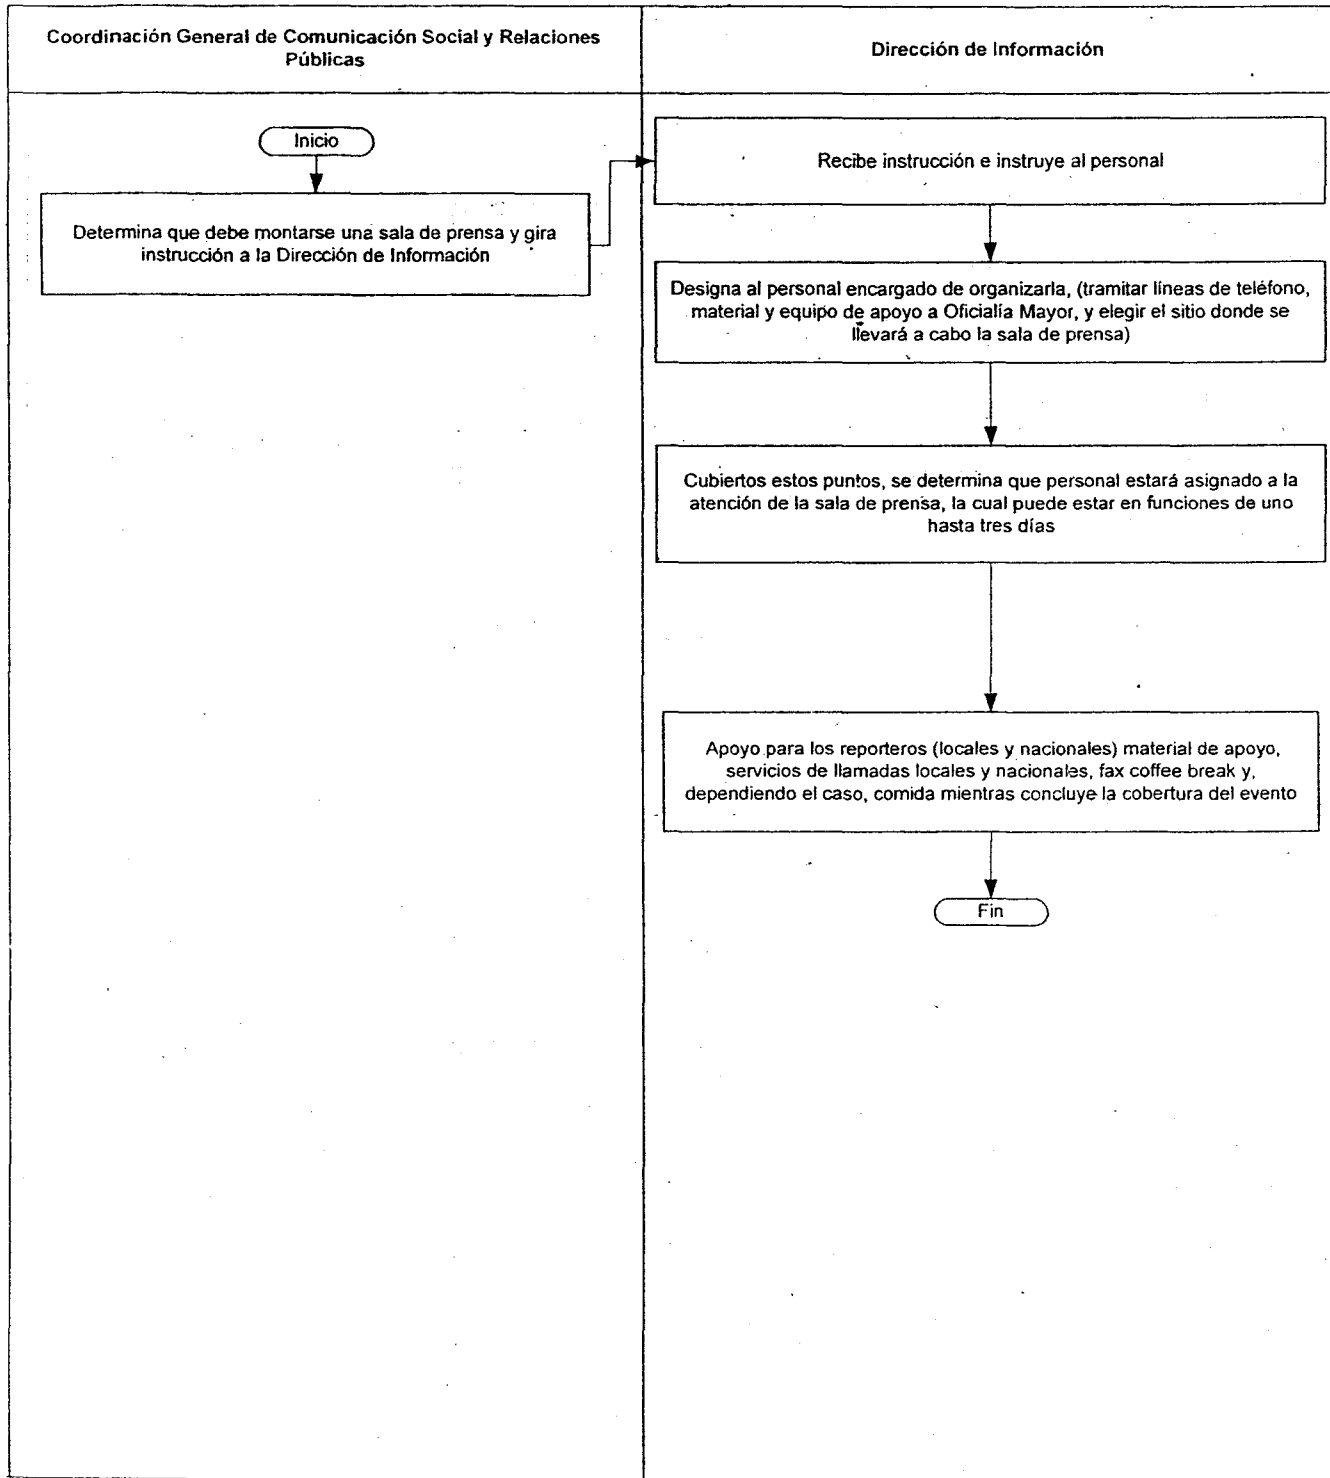 Coordinación General de Comunicación Social y Relaciones
Públicas
Dirección de Información
Inicio
Determina que debe montarse una sala de prensa y gira
instrucción a la Dirección de Información
Recibe instrucción e instruye al personal
Designa al personal encargado de organizarla, (tramitar líneas de teléfono,
material y equipo de apoyo a Oficialía Mayor, y elegir el sitio donde se
llevará a cabo la sala de prensa)
Cubiertos estos puntos, se determina que personal estará asignado a la
atención de la sala de prensa, la cual puede estar en funciones de uno
hasta tres días
Apoyo para los reporteros (locales y nacionales) material de apoyo,
servicios de llamadas locales y nacionales, fax coffee break y,
dependiendo el caso, comida mientras concluye la cobertura del evento
Fin